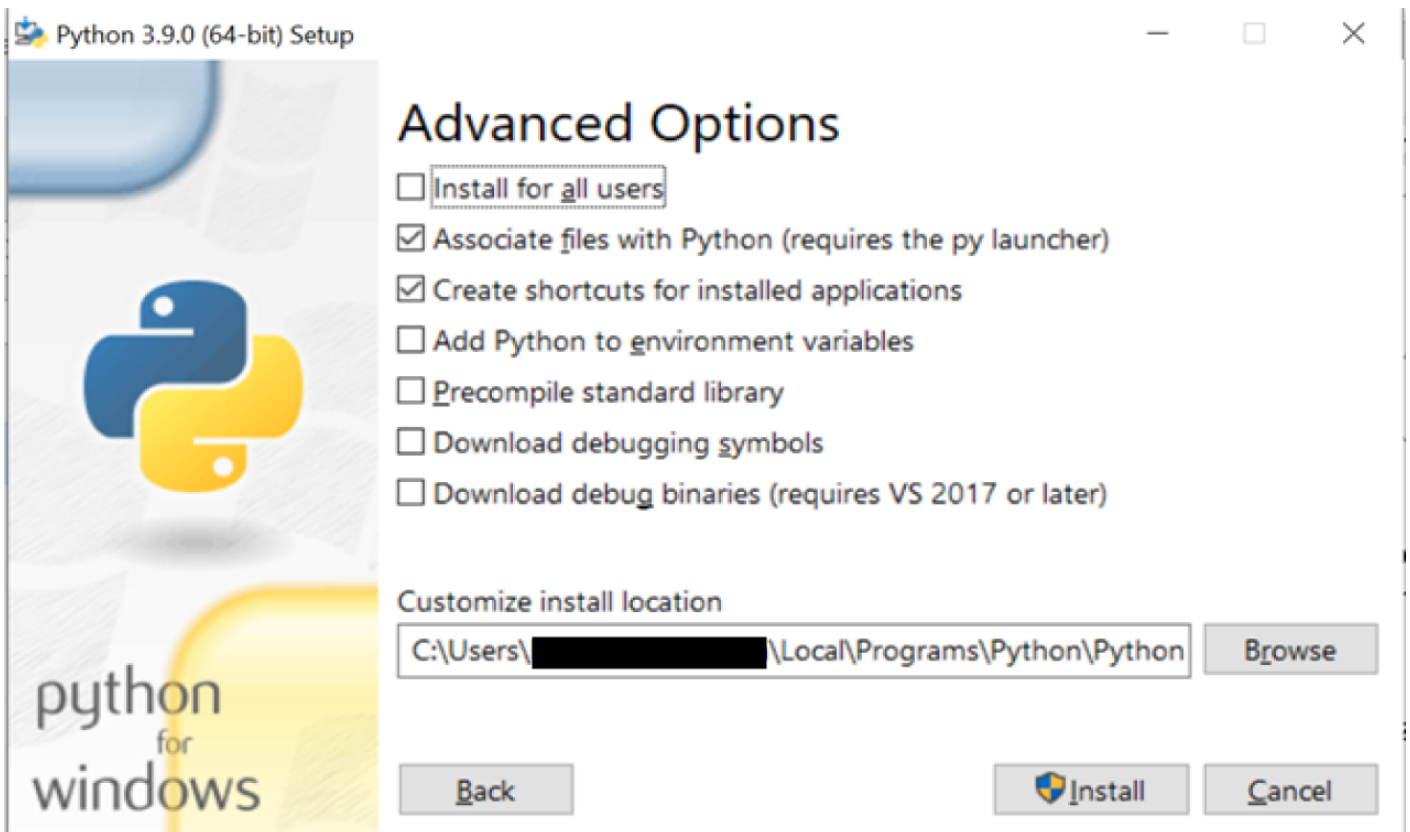 Python 3.9.0 (64-bit) Setup
Advanced Options
Install for all users
Associate files with Python (requires the py launcher)
Create shortcuts for installed applications
Add Python to environment variables
Precompile standard library
Download debugging symbols
Download debug binaries (requires VS 2017 or later)
Customize install location
C:\Users\ \Local\Programs\Python\Python
Browse
python
for
windows
Back
Install
Cancel